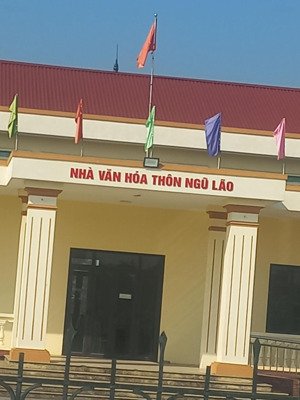 NHÀ VĂN HÓA THÔN NGŨ LÃO